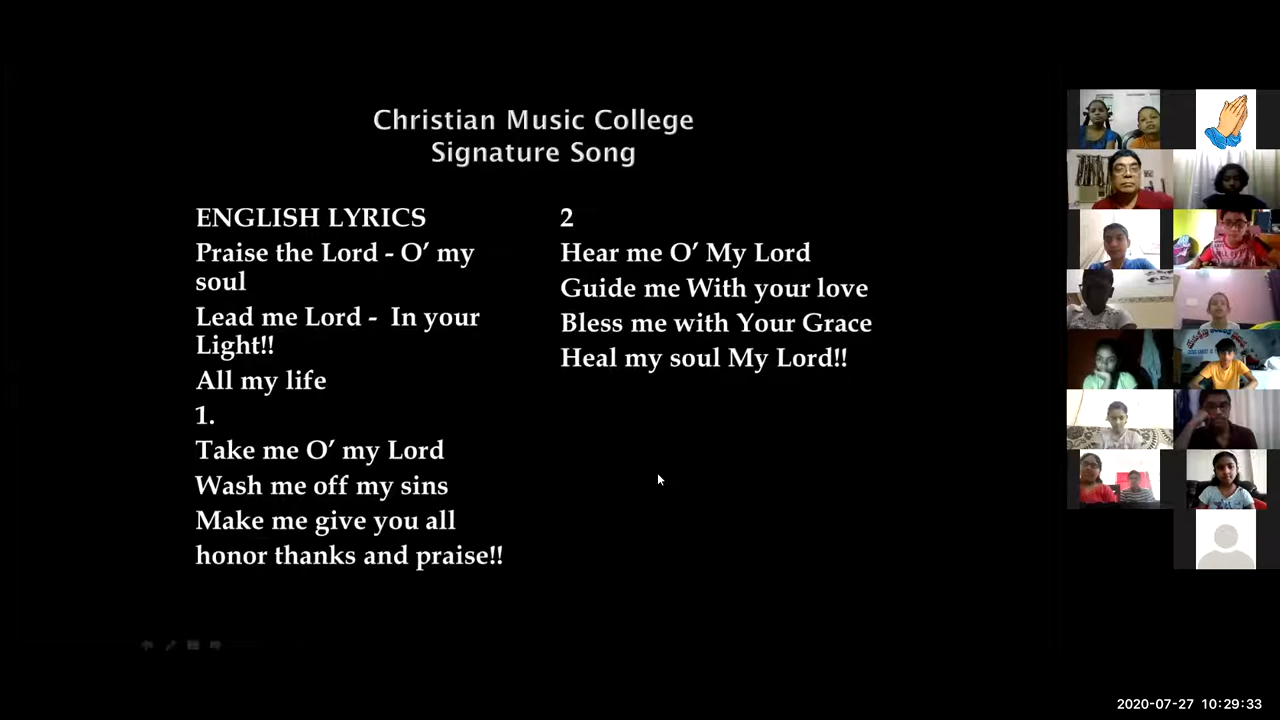 Christian Music College
Signature Song
ENGLISH LYRICS
Praise the Lord - O’ my
soul
Lead me Lord -  In your
Light!!
All my life
1.
Take me O’ my Lord
Wash me off my sins
Make me give you all
honor thanks and praise!!
2
Hear me O’ My Lord
Guide me With your love
Bless me with Your Grace
Heal my soul My Lord!!
2020-07-27 10:29:33